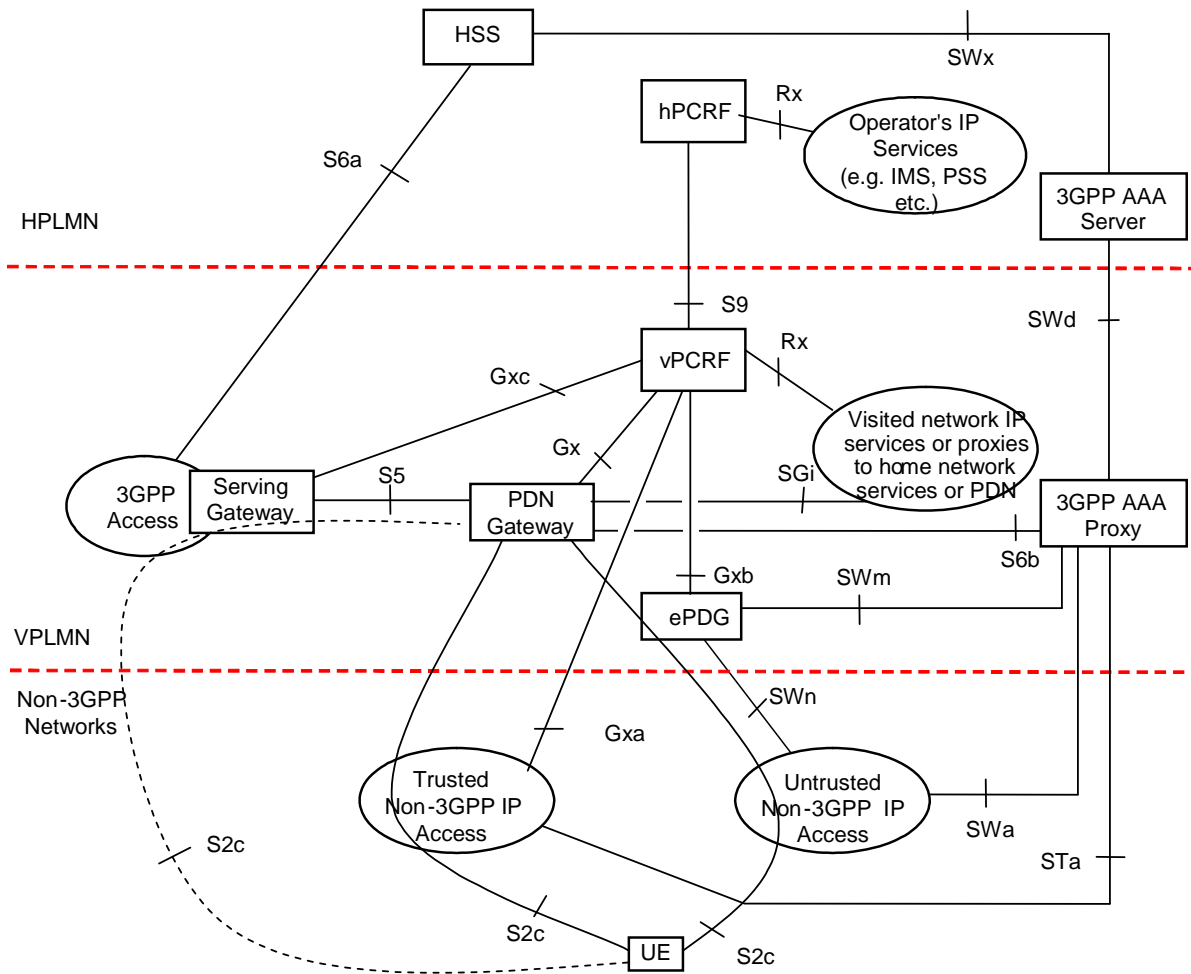 HSS
SWx
hPCRF
Rx
Operator's IP
Services
(e.g. IMS, PSS
etc.)
S6a
3GPP AAA
Server
HPLMN
S9
SWd
vPCRF
Rx
Gxc
Visited network IP
services or proxies
to home network
services or PDN
Gx
SGi
S5
3GPP
Access
Serving
Gateway
PDN
Gateway
3GPP AAA
Proxy
S6b
Gxb
SWm
ePDG
VPLMN
Non-3GPP
Networks
SWn
Gxa
Trusted
Non-3GPP IP
Access
Untrusted
Non-3GPP IP
Access
SWa
S2c
STa
S2c
S2c
UE